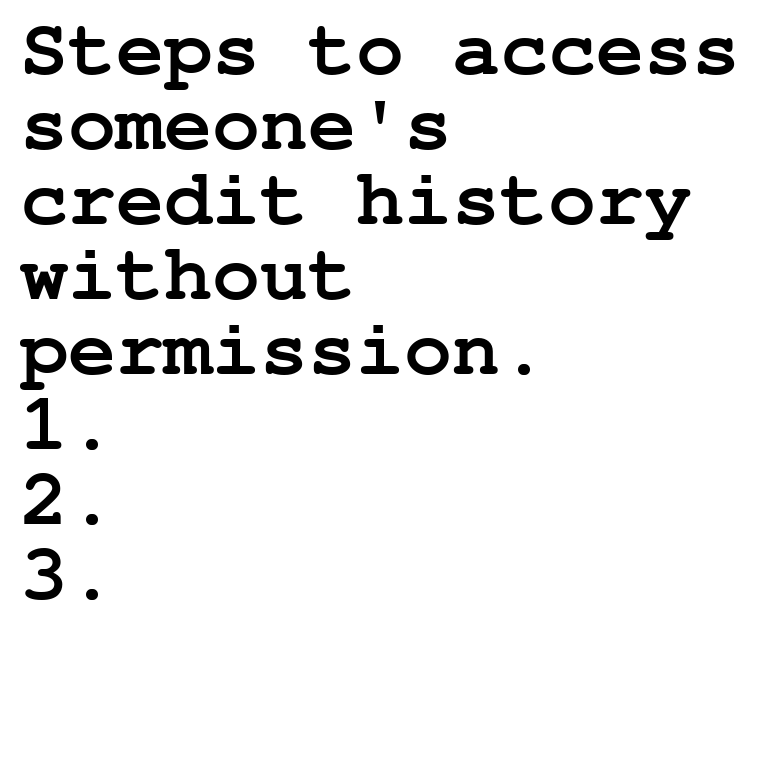 Steps to access
someone's
credit history
without
permission.
1.
2.
3.